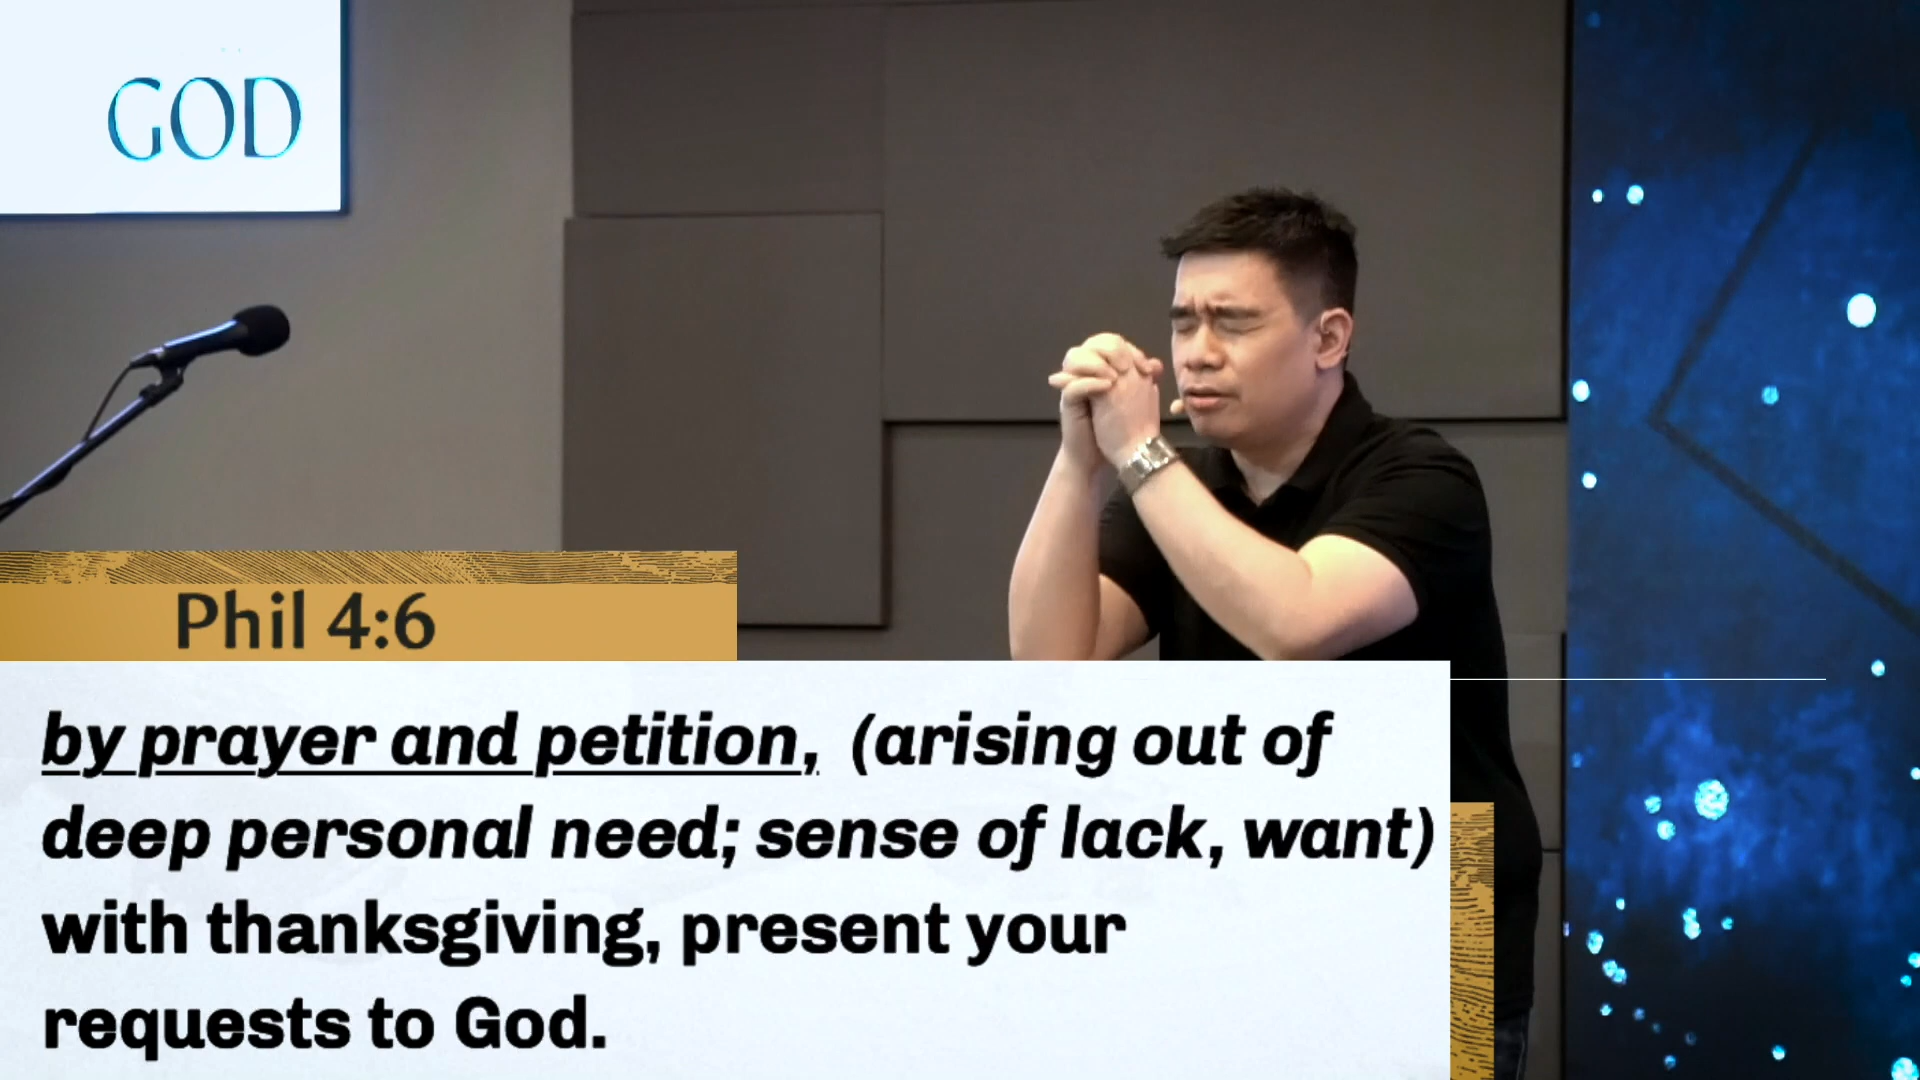 GOD
Phil 4:6
by prayer and petition, (arising out of
deep personal need; sense of lack, want)
with thanksgiving, present your
requests to God.